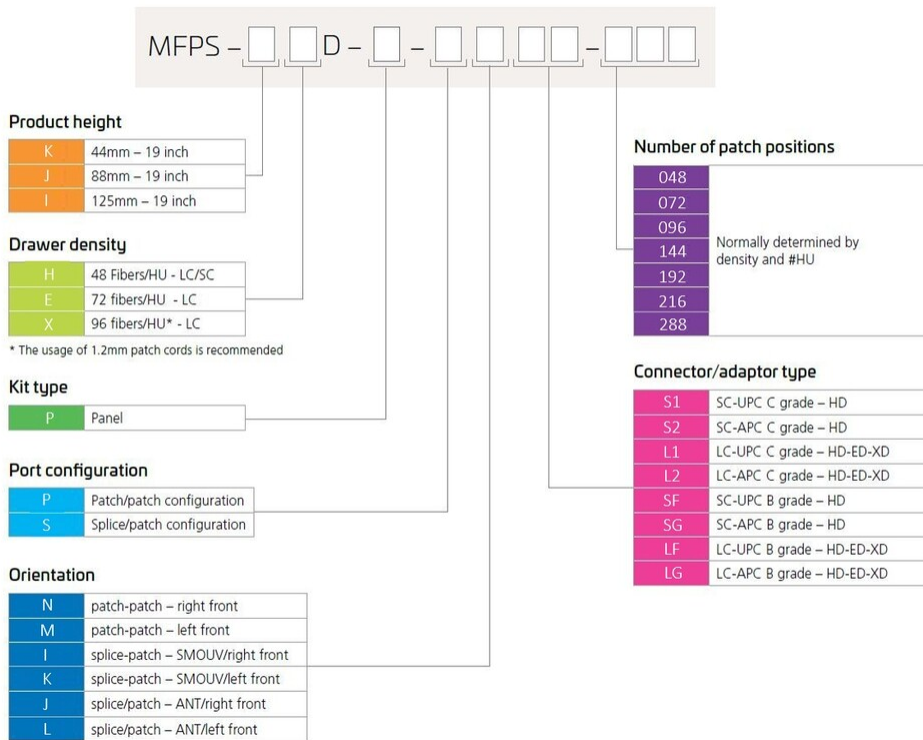 MFPS – D – – –
Product height
K 44mm – 19 inch
J 88mm – 19 inch
I 125mm – 19 inch
Drawer density
H 48 Fibers/HU - LC/SC
E 72 fibers/HU - LC
X 96 fibers/HU* - LC
* The usage of 1.2mm patch cords is recommended
Kit type
P Panel
Port configuration
P Patch/patch configuration
S Splice/patch configuration
Orientation
N patch-patch – right front
M patch-patch – left front
I splice-patch – SMOUV/right front
K splice-patch – SMOUV/left front
J splice/patch – ANT/right front
L splice/patch – ANT/left front
Number of patch positions
048
072
096
144
192
216
288
Normally determined by
density and #HU
Connector/adaptor type
S1 SC-UPC C grade – HD
S2 SC-APC C grade – HD
L1 LC-UPC C grade – HD-ED-XD
L2 LC-APC C grade – HD-ED-XD
SF SC-UPC B grade – HD
SG SC-APC B grade – HD
LF LC-UPC B grade – HD-ED-XD
LG LC-APC B grade – HD-ED-XD